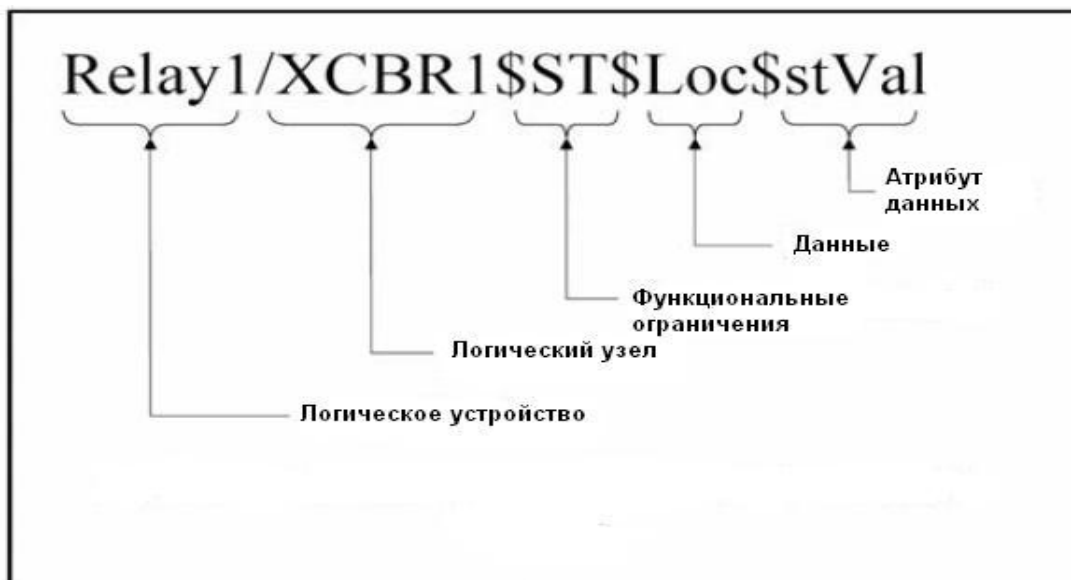 Relay1/XCBR1$ST$Loc$stVal
Атрибут
данных
Данные
Функциональные
ограничения
Логический узел
Логическое устройство